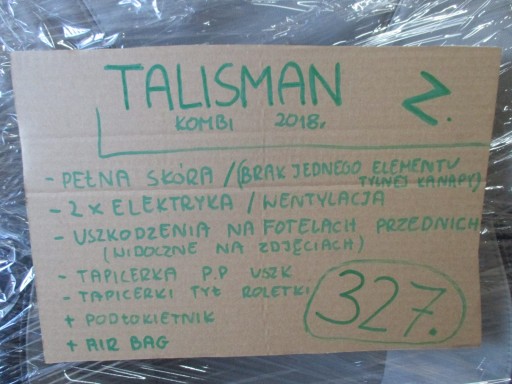 TALISMAN Z.
KOMBI 2018r.
- PEŁNA SKÓRA / (BRAK JEDNEGO ELEMENTU
TYLNEJ KANAPY)
- 2 x ELEKTRYKA / WENTYLACJA
- USZKODZENIA NA FOTELACH PRZEDNICH
(WIDOCZNE NA ZDJĘCIACH)
- TAPICERKA P.P USZK
- TAPICERKI TYŁ ROLETKI
+ PODŁOKIETNIK
+ AIR BAG
327.